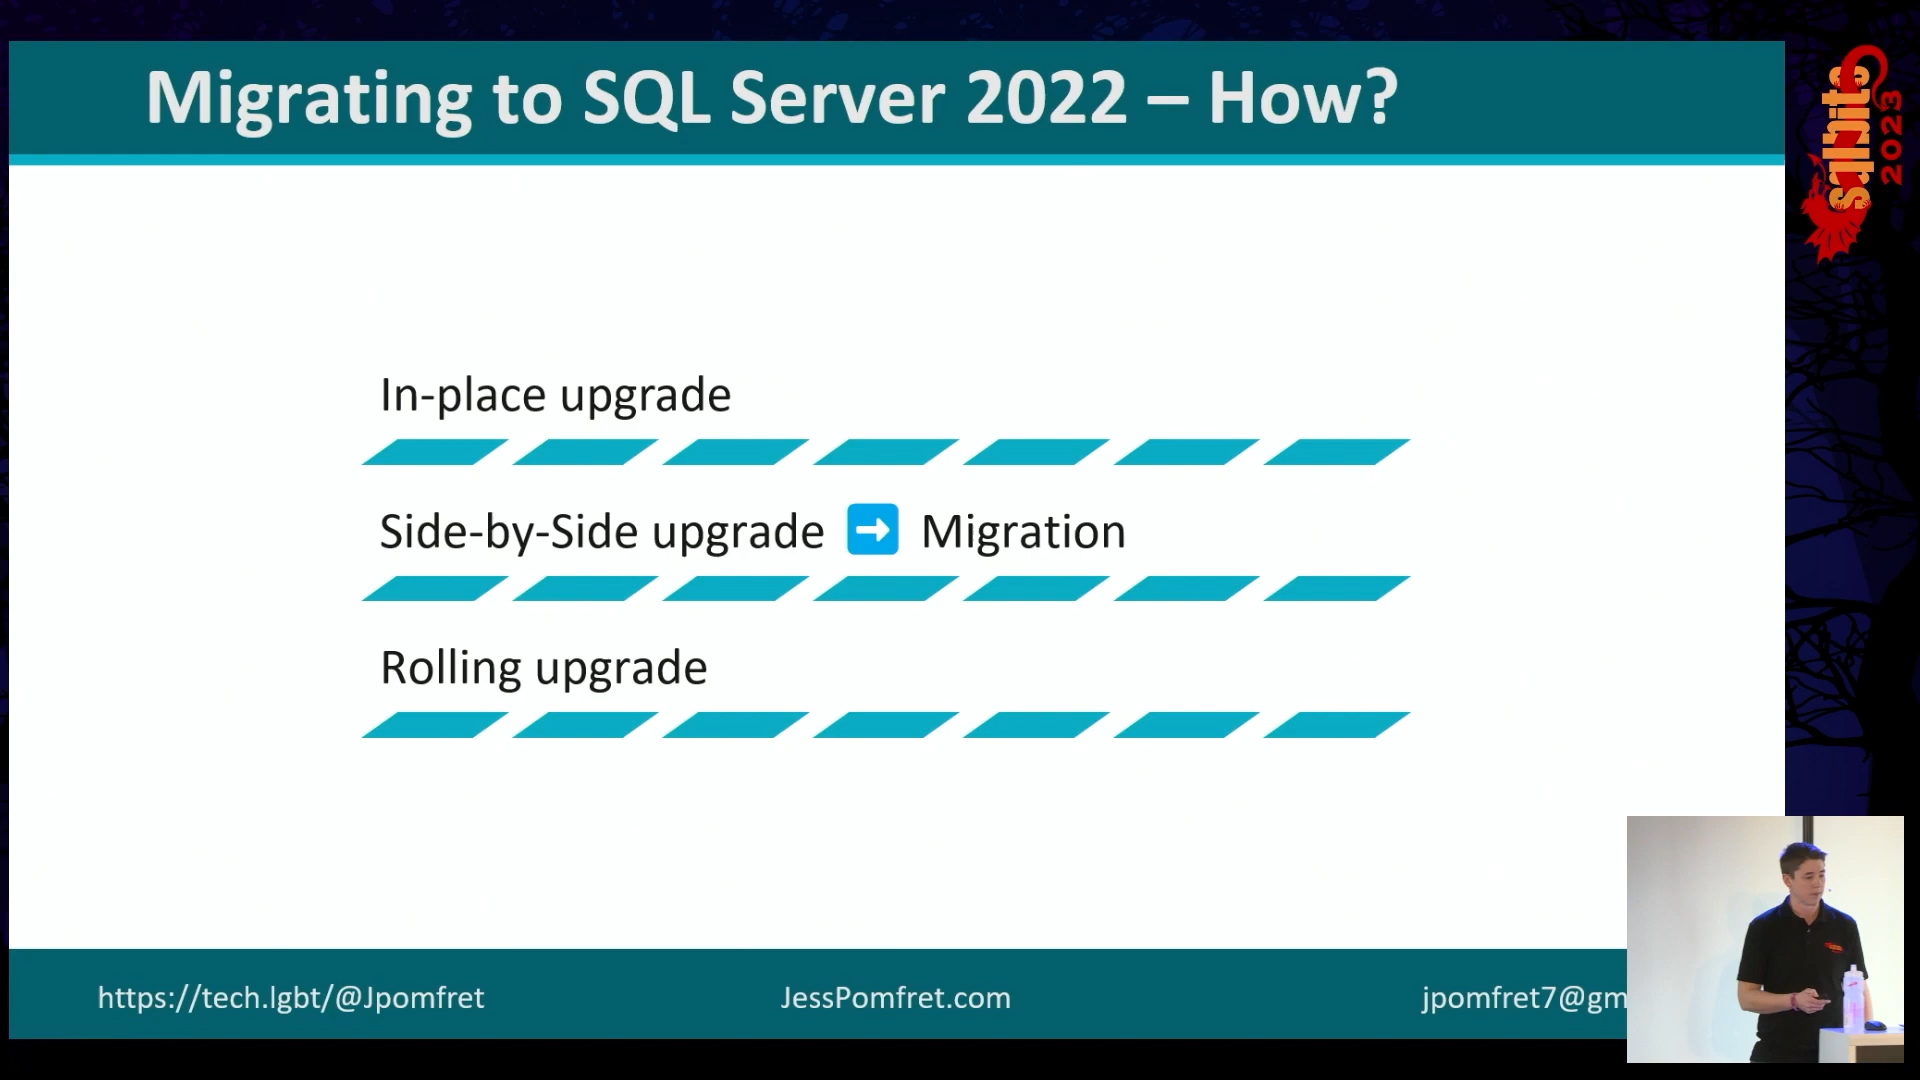 Migrating to SQL Server 2022 – How?
In-place upgrade
Side-by-Side upgrade ➡ Migration
Rolling upgrade
https://tech.lgbt/@Jpomfret
JessPomfret.com
jpomfret7@gm
sqlbits
2023